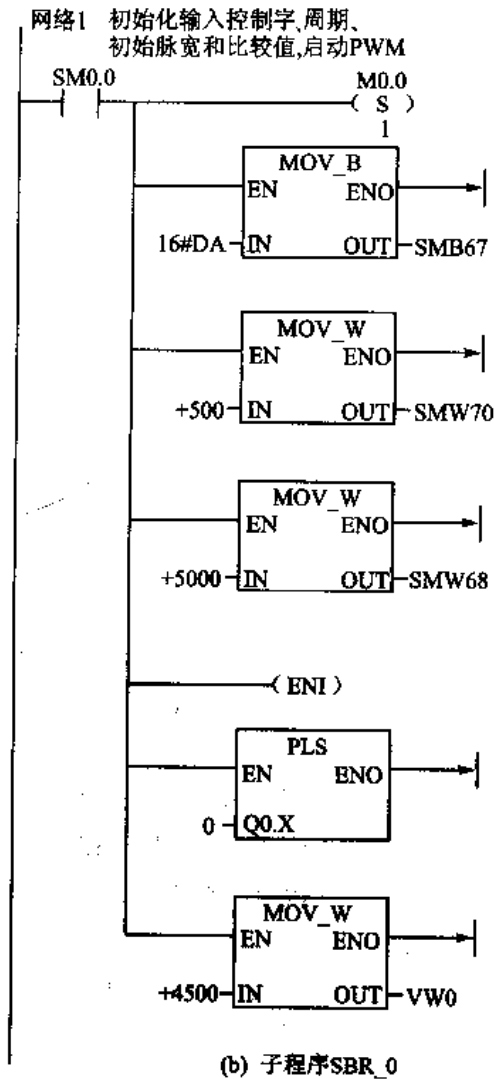 网络1 初始化输入控制字、周期、
初始脉宽和比较值,启动PWM
SM0.0
M0.0
( S )
1
MOV_B
EN ENO
16#DA IN OUT SMB67
MOV_W
EN ENO
+500 IN OUT SMW70
MOV_W
EN ENO
+5000 IN OUT SMW68
( ENI )
PLS
EN ENO
0 Q0.X
MOV_W
EN ENO
+4500 IN OUT VW0
(b) 子程序SBR_0